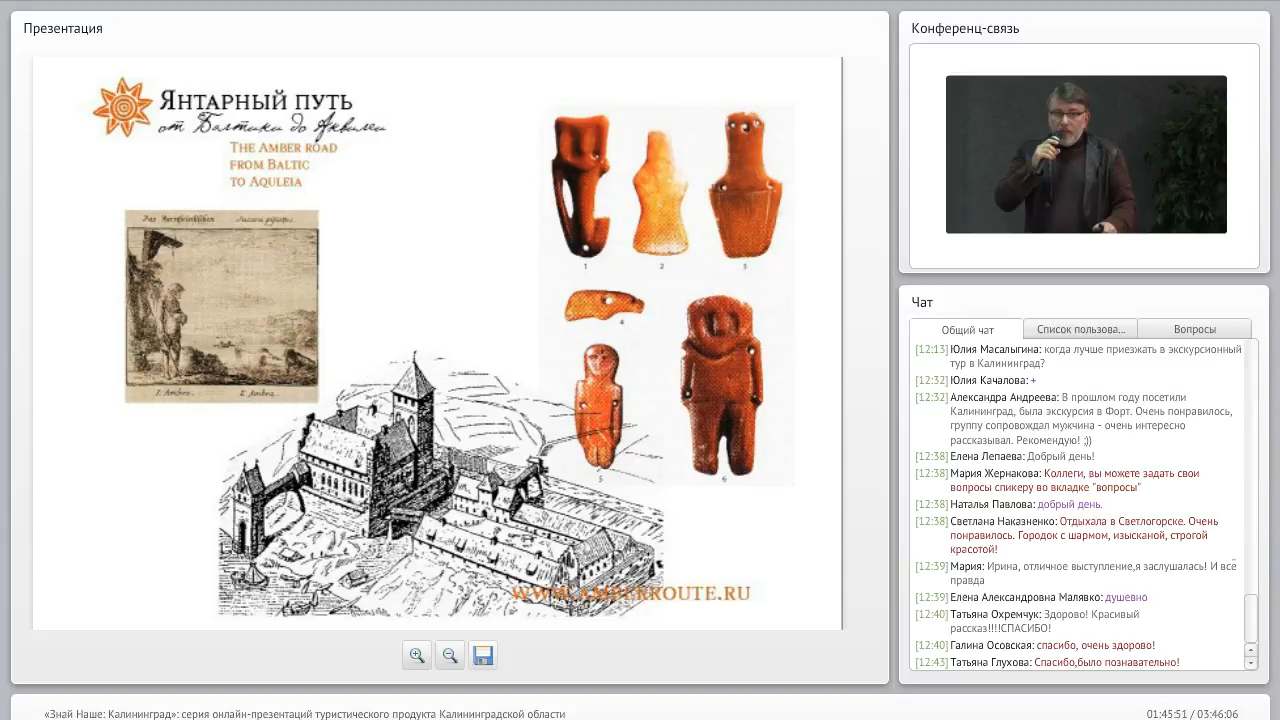 Презентация
Янтарный путь
от Балтики до Аквилеи
The Amber road
from Baltic
to Aquleia
1
2
3
4
5
6
WWW.AMBERROUTE.RU
Конференц-связь
Чат
Общий чат
Список пользова...
Вопросы
[12:13] Юлия Масалыгина: когда лучше приезжать в экскурсионный
тур в Калининград?
[12:32] Юлия Качалова: +
[12:32] Александра Андреева: В прошлом году посетили
Калининград, была экскурсия в Форт. Очень понравилось,
группу сопровождал мужчина - очень интересно
рассказывал. Рекомендую! ;))
[12:38] Елена Лепаева: Добрый день!
[12:38] Мария Жернакова: Коллеги, вы можете задать свои
вопросы спикеру во вкладке "вопросы"
[12:38] Наталья Павлова: добрый день.
[12:38] Светлана Наказненко: Отдыхала в Светлогорске. Очень
понравилось. Городок с шармом, изысканой, строгой
красотой!
[12:39] Мария: Ирина, отличное выступление,я заслушалась! И всё
правда
[12:39] Елена Александровна Малявко: душевно
[12:40] Татьяна Охремчук: Здорово! Красивый
рассказ!!!!СПАСИБО!
[12:40] Галина Осовская: спасибо, очень здорово!
[12:43] Татьяна Глухова: Спасибо,было познавательно!
«Знай Наше: Калининград»: серия онлайн-презентаций туристического продукта Калининградской области
01:45:51 / 03:46:06